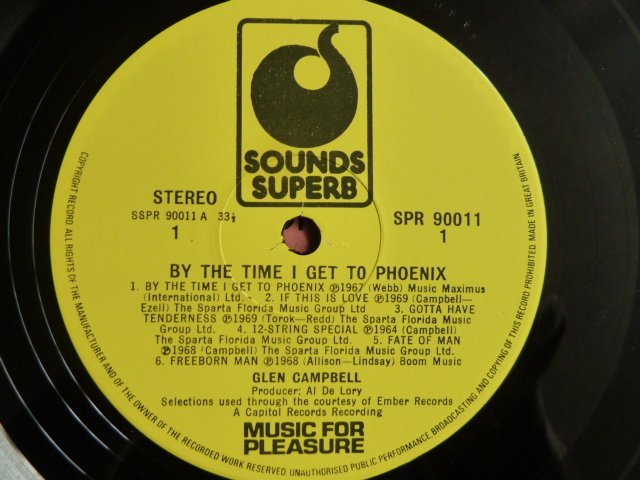 SOUNDS
SUPERB
STEREO
SSPR 90011 A 33⅓
1
SPR 90011
1
BY THE TIME I GET TO PHOENIX
1. BY THE TIME I GET TO PHOENIX ℗1967 (Webb) Music Maximus
(International) Ltd. · 2. IF THIS IS LOVE ℗1969 (Campbell—
Ezell) The Sparta Florida Music Group Ltd · 3. GOTTA HAVE
TENDERNESS ℗1969 (Torok—Redd) The Sparta Florida Music
Group Ltd. · 4. 12-STRING SPECIAL ℗1964 (Campbell)
The Sparta Florida Music Group Ltd. · 5. FATE OF MAN
℗1968 (Campbell) The Sparta Florida Music Group Ltd.
6. FREEBORN MAN ℗1968 (Allison—Lindsay) Boom Music
GLEN CAMPBELL
Producer: Al De Lory
Selections used through the courtesy of Ember Records
A Capitol Records Recording
MUSIC FOR
PLEASURE
COPYRIGHT RECORD. ALL RIGHTS OF THE MANUFACTURER AND OF THE OWNER OF THE RECORDED WORK RESERVED. UNAUTHORISED PUBLIC PERFORMANCE BROADCASTING AND COPYING OF THIS RECORD PROHIBITED. MADE IN GREAT BRITAIN.